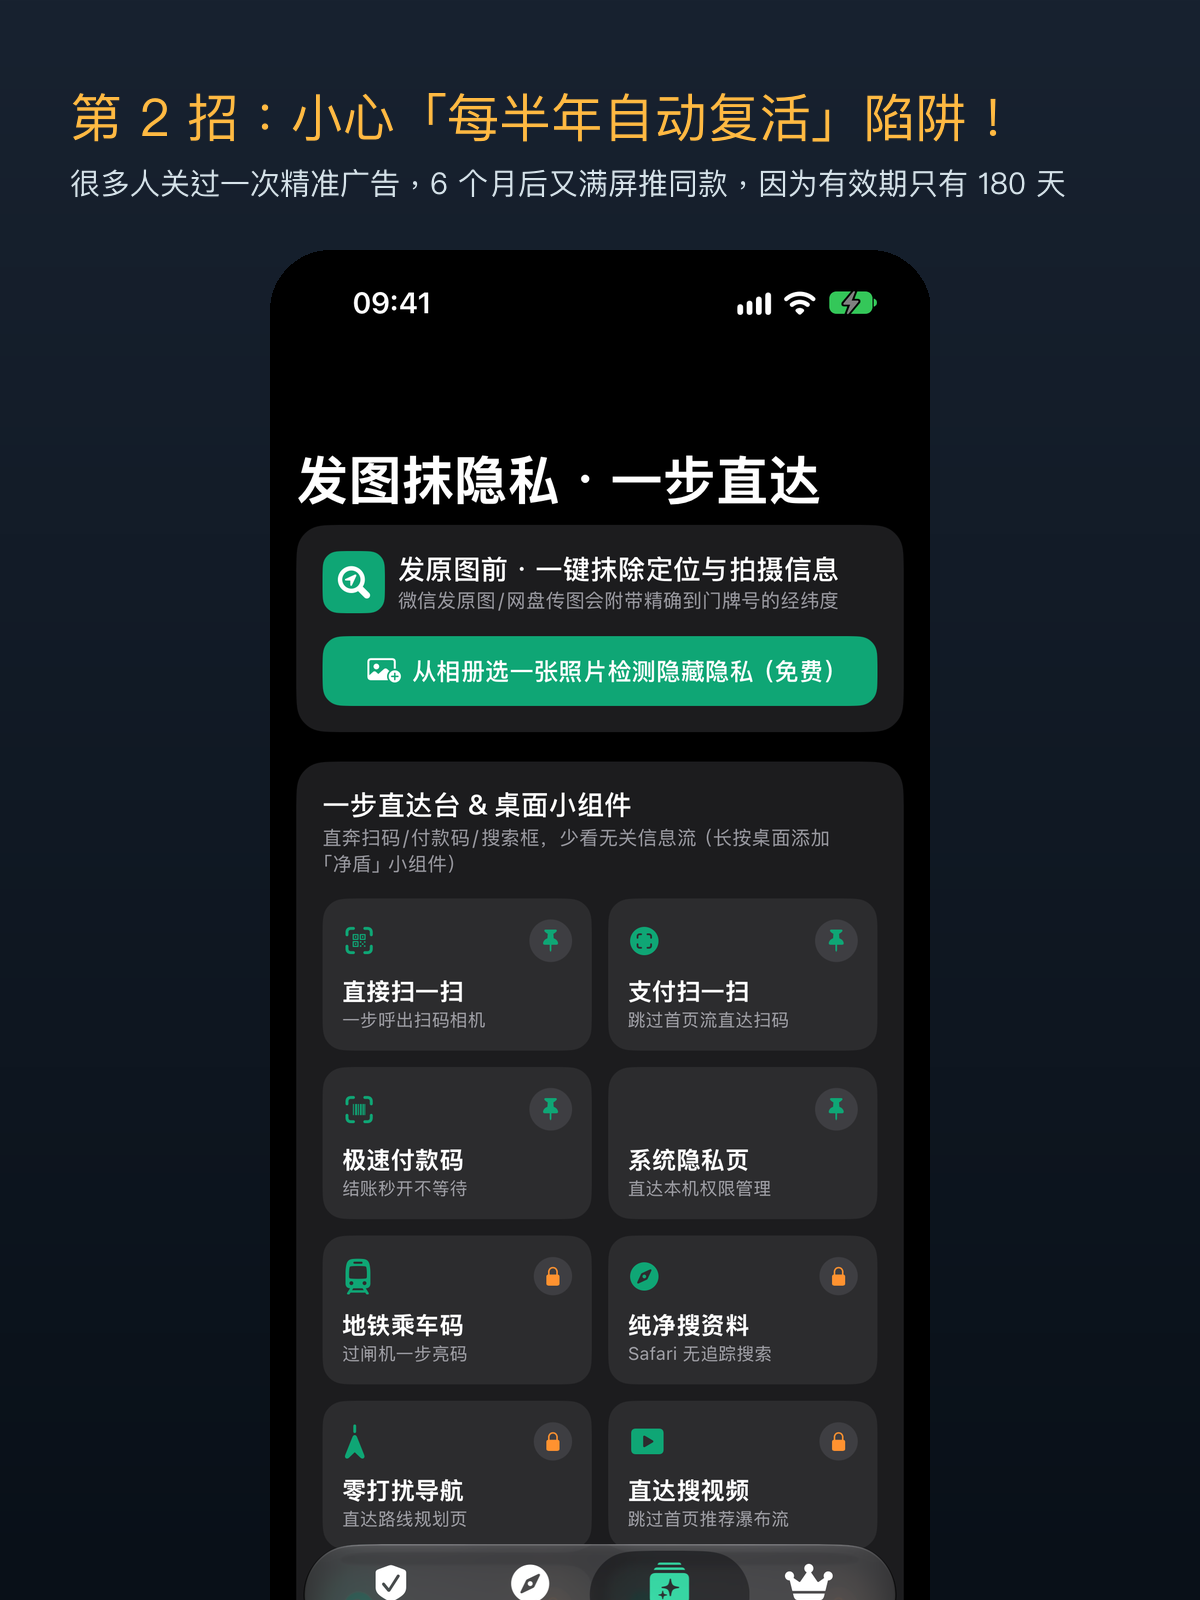 第 2 招：小心「每半年自动复活」陷阱！
很多人关过一次精准广告，6 个月后又满屏推同款，因为有效期只有 180 天
09:41
发图抹隐私 · 一步直达
发原图前 · 一键抹除定位与拍摄信息
微信发原图/网盘传图会附带精确到门牌号的经纬度
从相册选一张照片检测隐藏隐私（免费）
一步直达台 & 桌面小组件
直奔扫码/付款码/搜索框，少看无关信息流（长按桌面添加
「净盾」小组件）
直接扫一扫
一步呼出扫码相机
支付扫一扫
跳过首页流直达扫码
极速付款码
结账秒开不等待
系统隐私页
直达本机权限管理
地铁乘车码
过闸机一步亮码
纯净搜资料
Safari 无追踪搜索
零打扰导航
直达路线规划页
直达搜视频
跳过首页推荐瀑布流